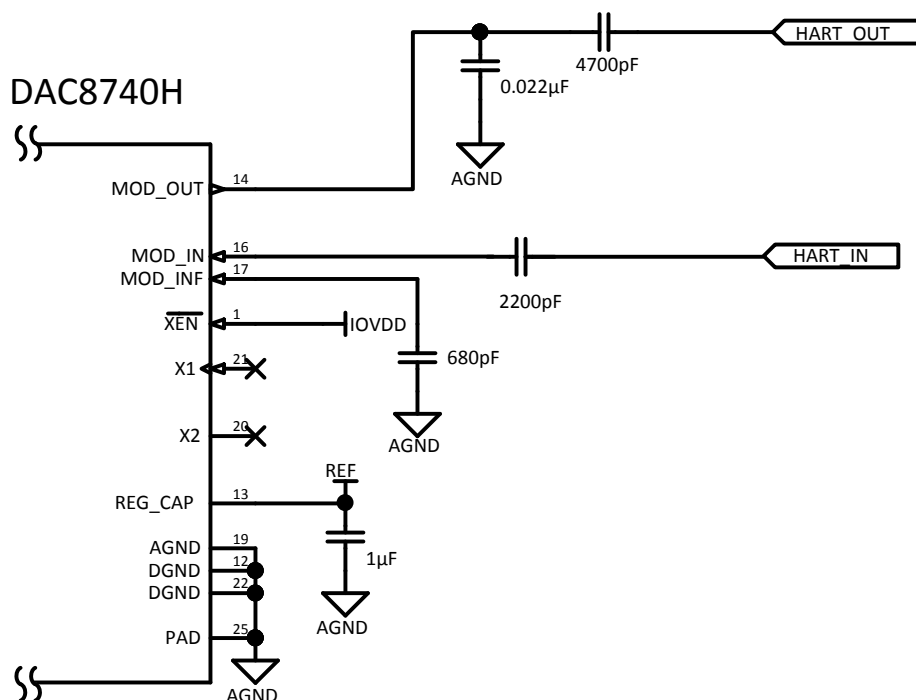 HART_OUT
4700pF
0.022µF
DAC8740H
AGND
MOD_OUT 14
MOD_IN 16
HART_IN
MOD_INF 17
2200pF
XEN 1 IOVDD
680pF
X1 21
AGND
X2 20
REF
REG_CAP 13
AGND 19
1µF
DGND 12
DGND 22
AGND
PAD 25
AGND